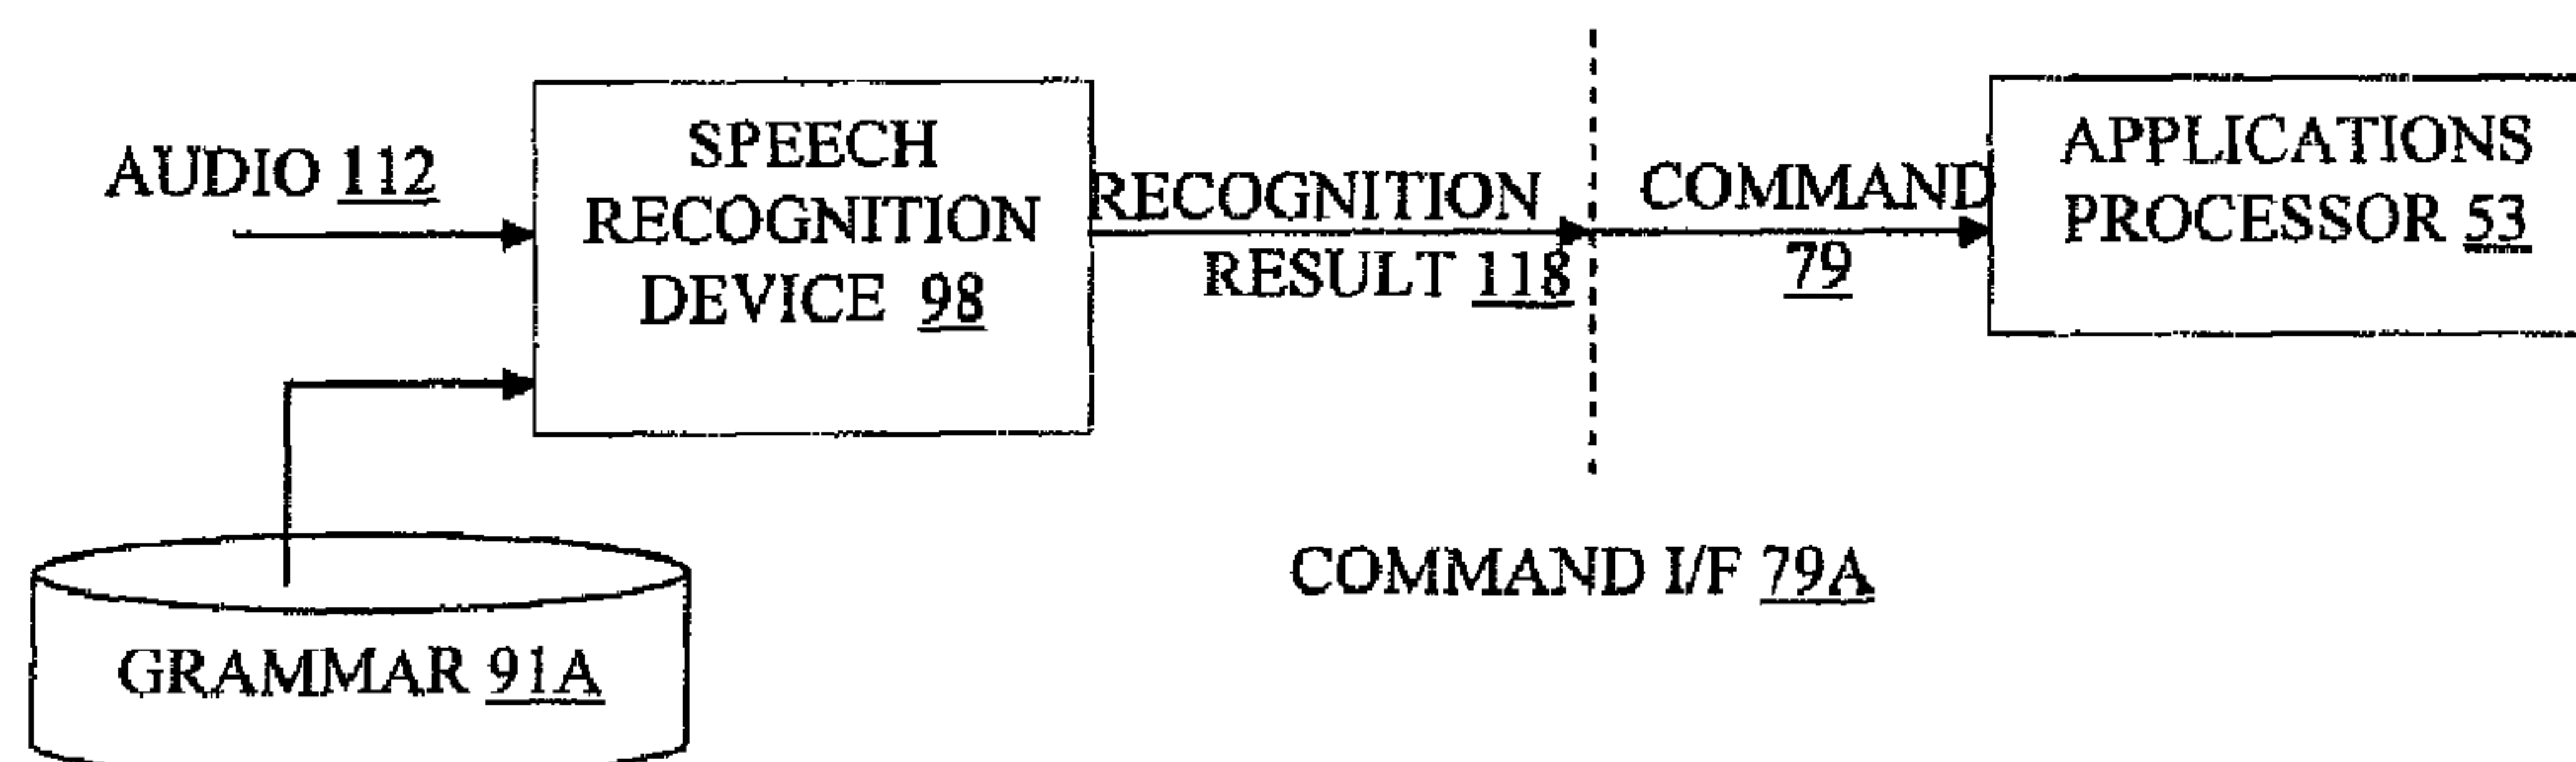 AUDIO 112
SPEECH
RECOGNITION
DEVICE 98
RECOGNITION
RESULT 118
COMMAND
79
APPLICATIONS
PROCESSOR 53
COMMAND I/F 79A
GRAMMAR 91A